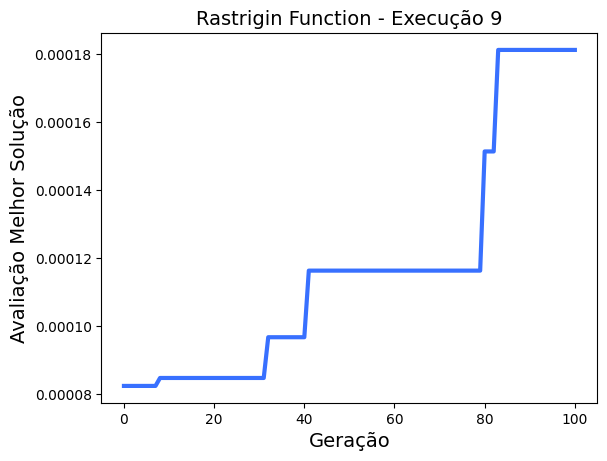 Rastrigin Function - Execução 9
Avaliação Melhor Solução
0.00018
0.00016
0.00014
0.00012
0.00010
0.00008
0 20 40 60 80 100
Geração